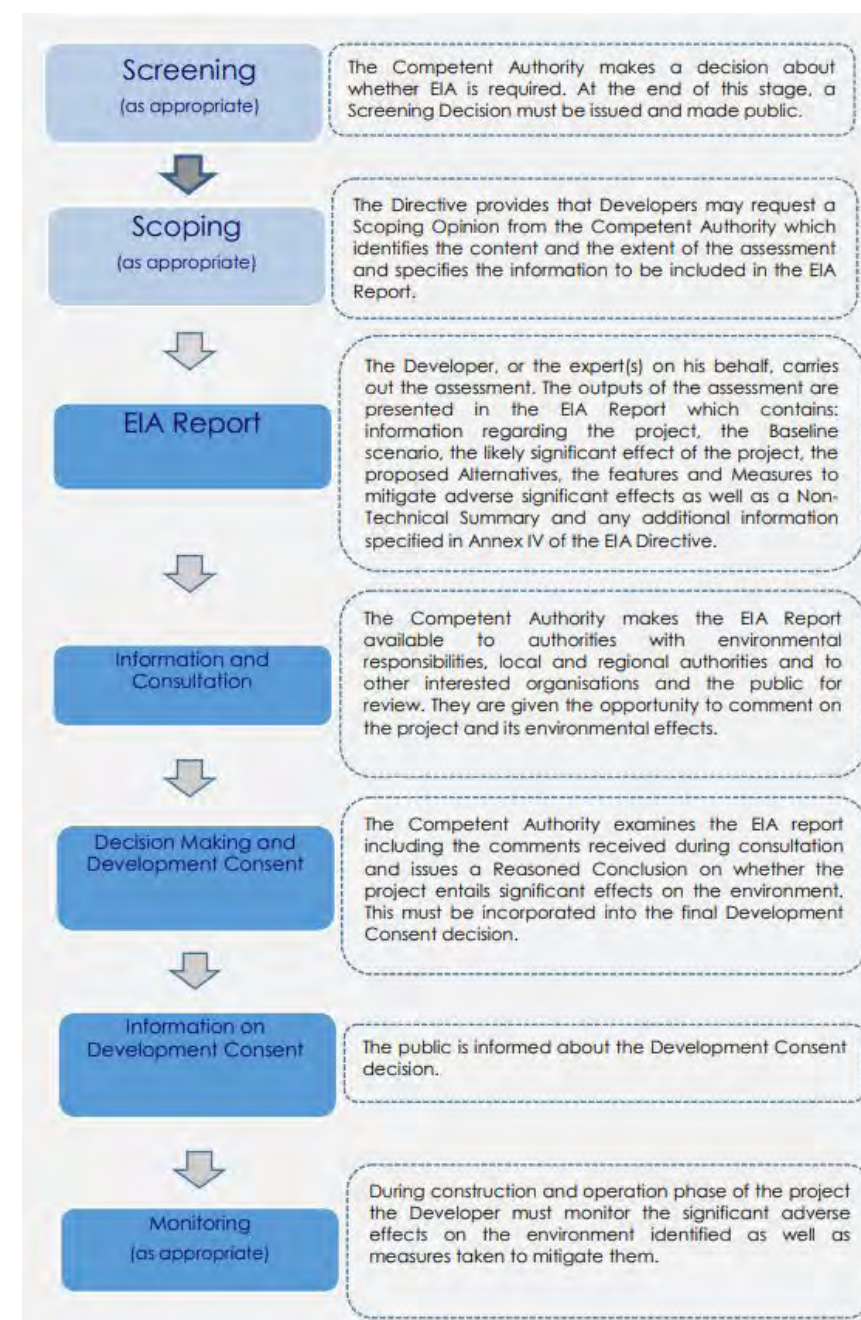 Screening
(as appropriate)
The Competent Authority makes a decision about
whether EIA is required. At the end of this stage, a
Screening Decision must be issued and made public.
Scoping
(as appropriate)
The Directive provides that Developers may request a
Scoping Opinion from the Competent Authority which
identifies the content and the extent of the assessment
and specifies the information to be included in the EIA
Report.
EIA Report
The Developer, or the expert(s) on his behalf, carries
out the assessment. The outputs of the assessment are
presented in the EIA Report which contains:
information regarding the project, the Baseline
scenario, the likely significant effect of the project, the
proposed Alternatives, the features and Measures to
mitigate adverse significant effects as well as a Non-
Technical Summary and any additional information
specified in Annex IV of the EIA Directive.
Information and
Consultation
The Competent Authority makes the EIA Report
available to authorities with environmental
responsibilities, local and regional authorities and to
other interested organisations and the public for
review. They are given the opportunity to comment on
the project and its environmental effects.
Decision Making and
Development Consent
The Competent Authority examines the EIA report
including the comments received during consultation
and issues a Reasoned Conclusion on whether the
project entails significant effects on the environment.
This must be incorporated into the final Development
Consent decision.
Information on
Development Consent
The public is informed about the Development Consent
decision.
Monitoring
(as appropriate)
During construction and operation phase of the project
the Developer must monitor the significant adverse
effects on the environment identified as well as
measures taken to mitigate them.